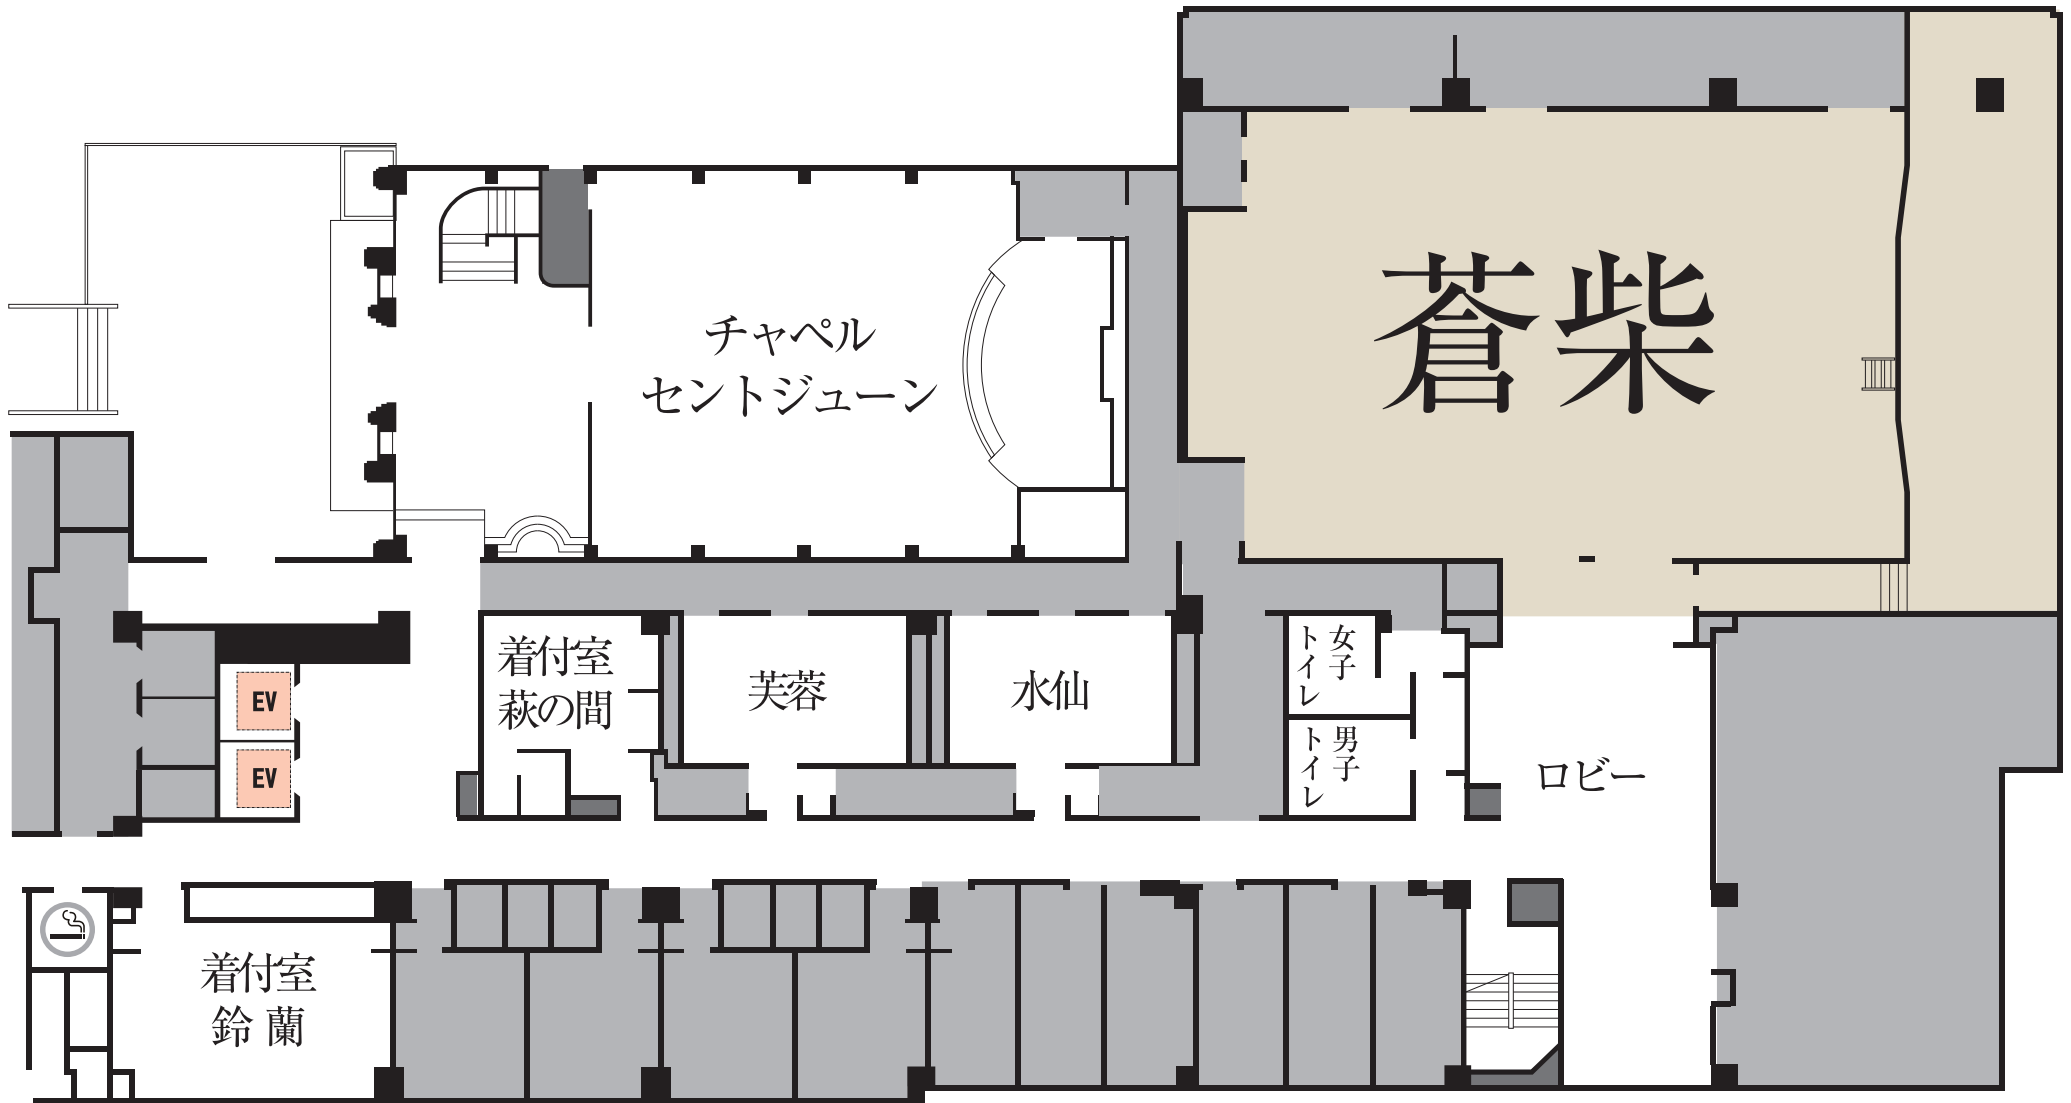 蒼柴
チャペル
セントジューン
着付室
萩の間
芙蓉
水仙
女子
トイレ
男子
トイレ
ロビー
EV
EV
着付室
鈴蘭